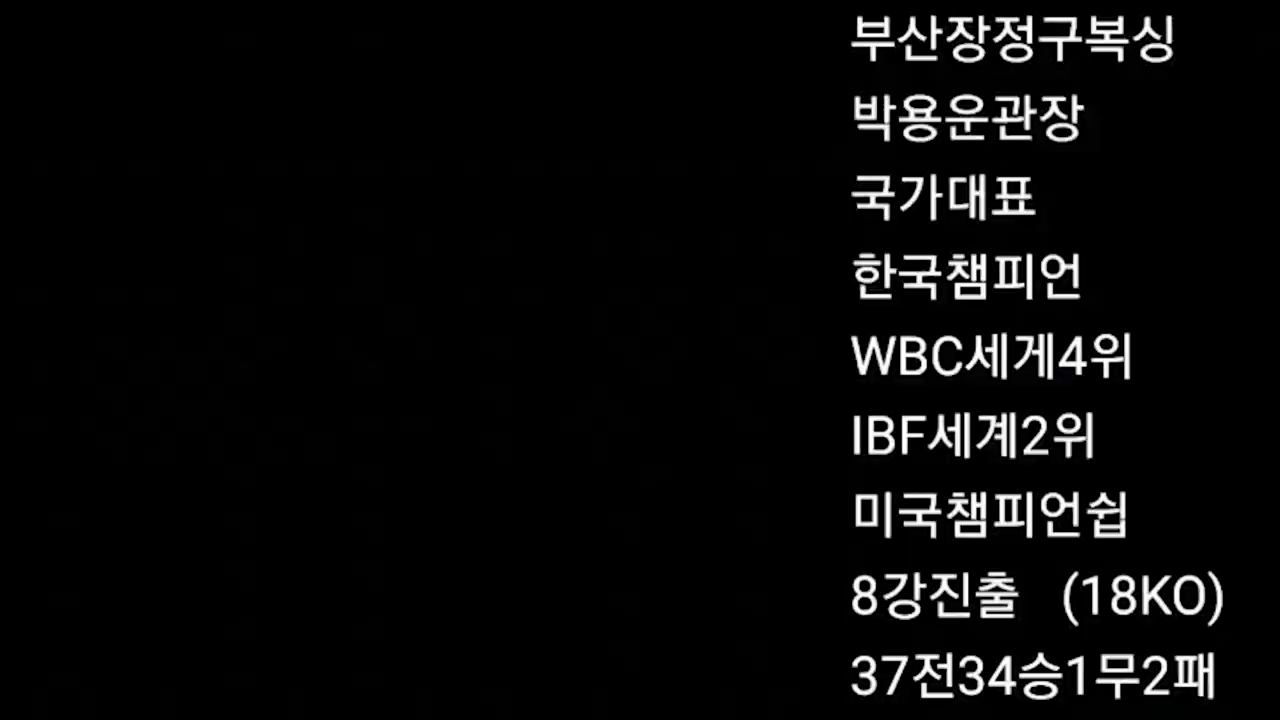 부산장정구복싱
박용운관장
국가대표
한국챔피언
WBC세게4위
IBF세계2위
미국챔피언쉽
8강진출 (18KO)
37전34승1무2패